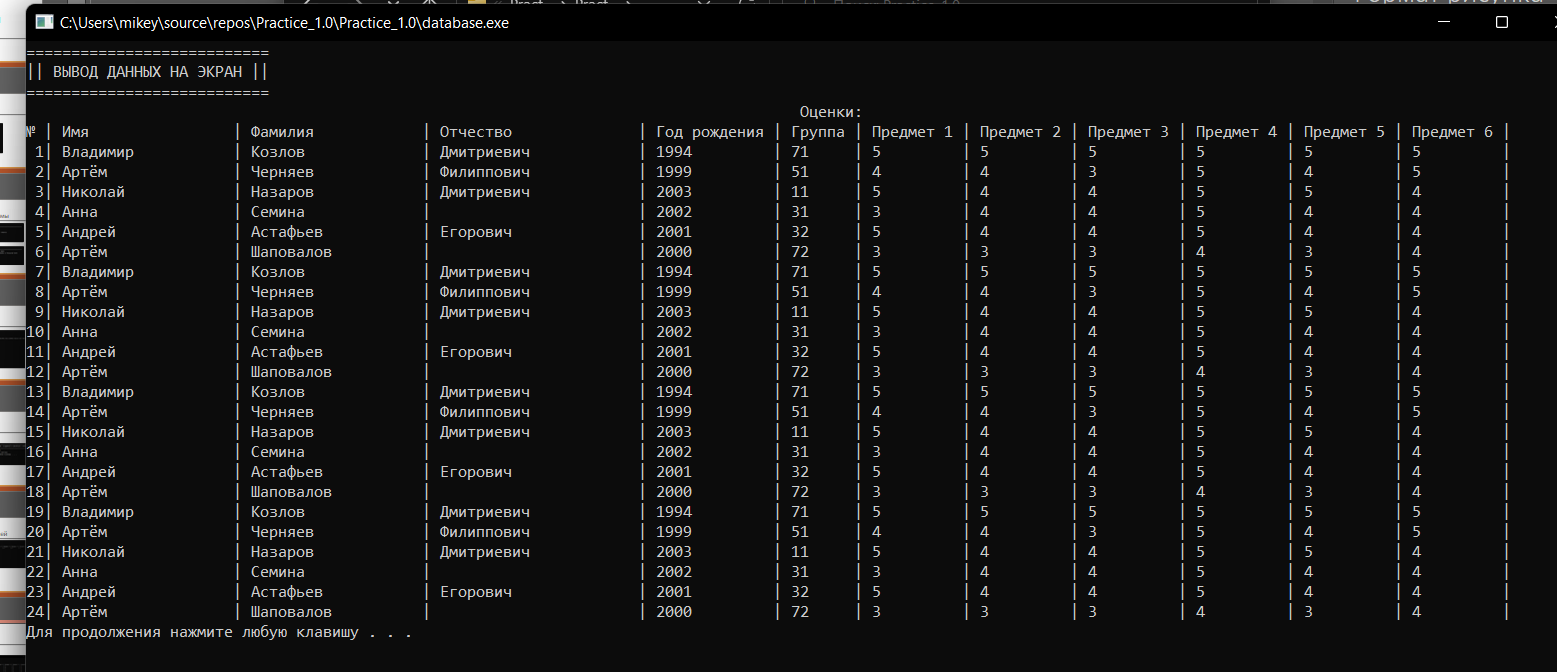 C:\Users\mikey\source\repos\Practice_1.0\Practice_1.0\database.exe
===========================
|| ВЫВОД ДАННЫХ НА ЭКРАН ||
===========================
Оценки:
№ | Имя | Фамилия | Отчество | Год рождения | Группа | Предмет 1 | Предмет 2 | Предмет 3 | Предмет 4 | Предмет 5 | Предмет 6 |
1| Владимир | Козлов | Дмитриевич | 1994 | 71 | 5 | 5 | 5 | 5 | 5 | 5 |
2| Артём | Черняев | Филиппович | 1999 | 51 | 4 | 4 | 3 | 5 | 4 | 5 |
3| Николай | Назаров | Дмитриевич | 2003 | 11 | 5 | 4 | 4 | 5 | 5 | 4 |
4| Анна | Семина | | 2002 | 31 | 3 | 4 | 4 | 5 | 4 | 4 |
5| Андрей | Астафьев | Егорович | 2001 | 32 | 5 | 4 | 4 | 5 | 4 | 4 |
6| Артём | Шаповалов | | 2000 | 72 | 3 | 3 | 3 | 4 | 3 | 4 |
7| Владимир | Козлов | Дмитриевич | 1994 | 71 | 5 | 5 | 5 | 5 | 5 | 5 |
8| Артём | Черняев | Филиппович | 1999 | 51 | 4 | 4 | 3 | 5 | 4 | 5 |
9| Николай | Назаров | Дмитриевич | 2003 | 11 | 5 | 4 | 4 | 5 | 5 | 4 |
10| Анна | Семина | | 2002 | 31 | 3 | 4 | 4 | 5 | 4 | 4 |
11| Андрей | Астафьев | Егорович | 2001 | 32 | 5 | 4 | 4 | 5 | 4 | 4 |
12| Артём | Шаповалов | | 2000 | 72 | 3 | 3 | 3 | 4 | 3 | 4 |
13| Владимир | Козлов | Дмитриевич | 1994 | 71 | 5 | 5 | 5 | 5 | 5 | 5 |
14| Артём | Черняев | Филиппович | 1999 | 51 | 4 | 4 | 3 | 5 | 4 | 5 |
15| Николай | Назаров | Дмитриевич | 2003 | 11 | 5 | 4 | 4 | 5 | 5 | 4 |
16| Анна | Семина | | 2002 | 31 | 3 | 4 | 4 | 5 | 4 | 4 |
17| Андрей | Астафьев | Егорович | 2001 | 32 | 5 | 4 | 4 | 5 | 4 | 4 |
18| Артём | Шаповалов | | 2000 | 72 | 3 | 3 | 3 | 4 | 3 | 4 |
19| Владимир | Козлов | Дмитриевич | 1994 | 71 | 5 | 5 | 5 | 5 | 5 | 5 |
20| Артём | Черняев | Филиппович | 1999 | 51 | 4 | 4 | 3 | 5 | 4 | 5 |
21| Николай | Назаров | Дмитриевич | 2003 | 11 | 5 | 4 | 4 | 5 | 5 | 4 |
22| Анна | Семина | | 2002 | 31 | 3 | 4 | 4 | 5 | 4 | 4 |
23| Андрей | Астафьев | Егорович | 2001 | 32 | 5 | 4 | 4 | 5 | 4 | 4 |
24| Артём | Шаповалов | | 2000 | 72 | 3 | 3 | 3 | 4 | 3 | 4 |
Для продолжения нажмите любую клавишу . . .